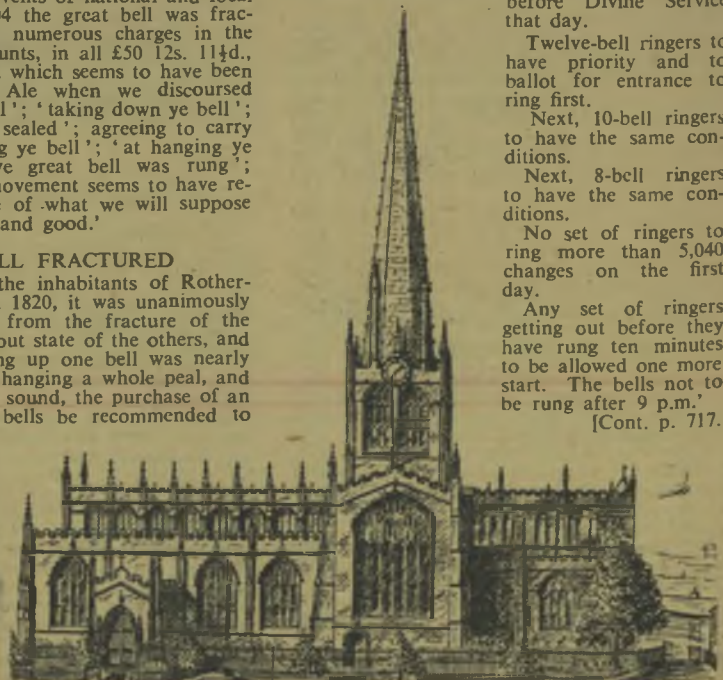 vents of national and local
04 the great bell was frac-
numerous charges in the
unts, in all £50 12s. 11½d.,
which seems to have been
Ale when we discoursed
l'; 'taking down ye bell';
sealed'; agreeing to carry
g ye bell'; 'at hanging ye
ve great bell was rung';
movement seems to have re-
e of what we will suppose
and good.'
LL FRACTURED
the inhabitants of Rother-
1820, it was unanimously
from the fracture of the
out state of the others, and
ng up one bell was nearly
hanging a whole peal, and
sound, the purchase of an
bells be recommended to
before Divine Service
that day.
Twelve-bell ringers to
have priority and to
ballot for entrance to
ring first.
Next, 10-bell ringers
to have the same con-
ditions.
Next, 8-bell ringers
to have the same con-
ditions.
No set of ringers to
ring more than 5,040
changes on the first
day.
Any set of ringers
getting out before they
have rung ten minutes
to be allowed one more
start. The bells not to
be rung after 9 p.m.'
[Cont. p. 717.